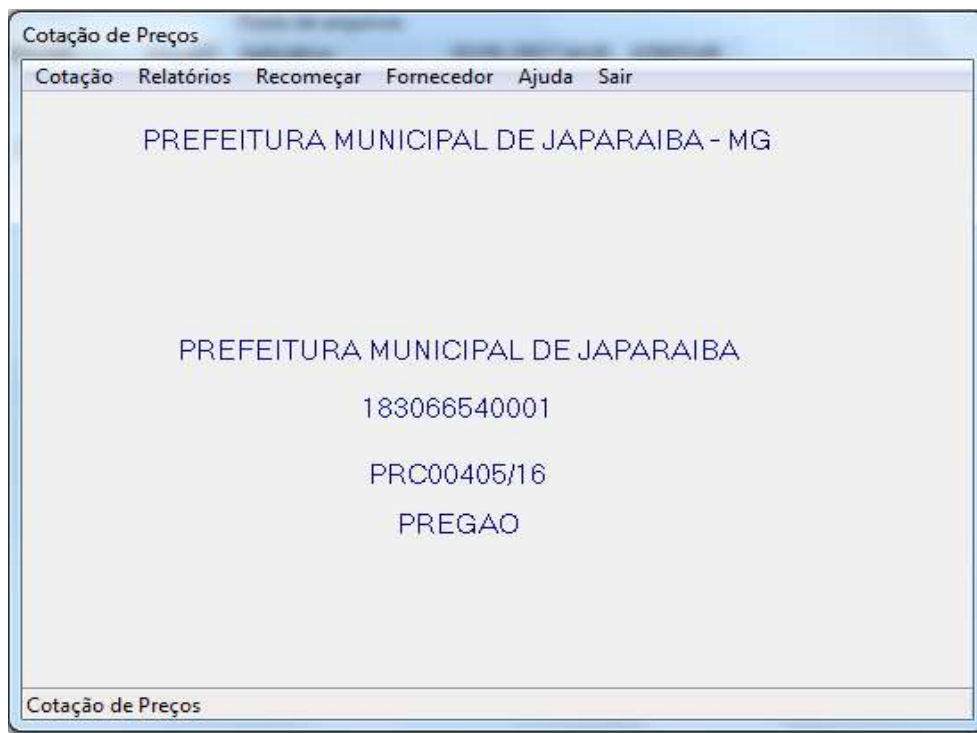 Cotação de Preços
Cotação Relatórios Recomeçar Fornecedor Ajuda Sair
PREFEITURA MUNICIPAL DE JAPARAIBA - MG
PREFEITURA MUNICIPAL DE JAPARAIBA
183066540001
PRC00405/16
PREGAO
Cotação de Preços